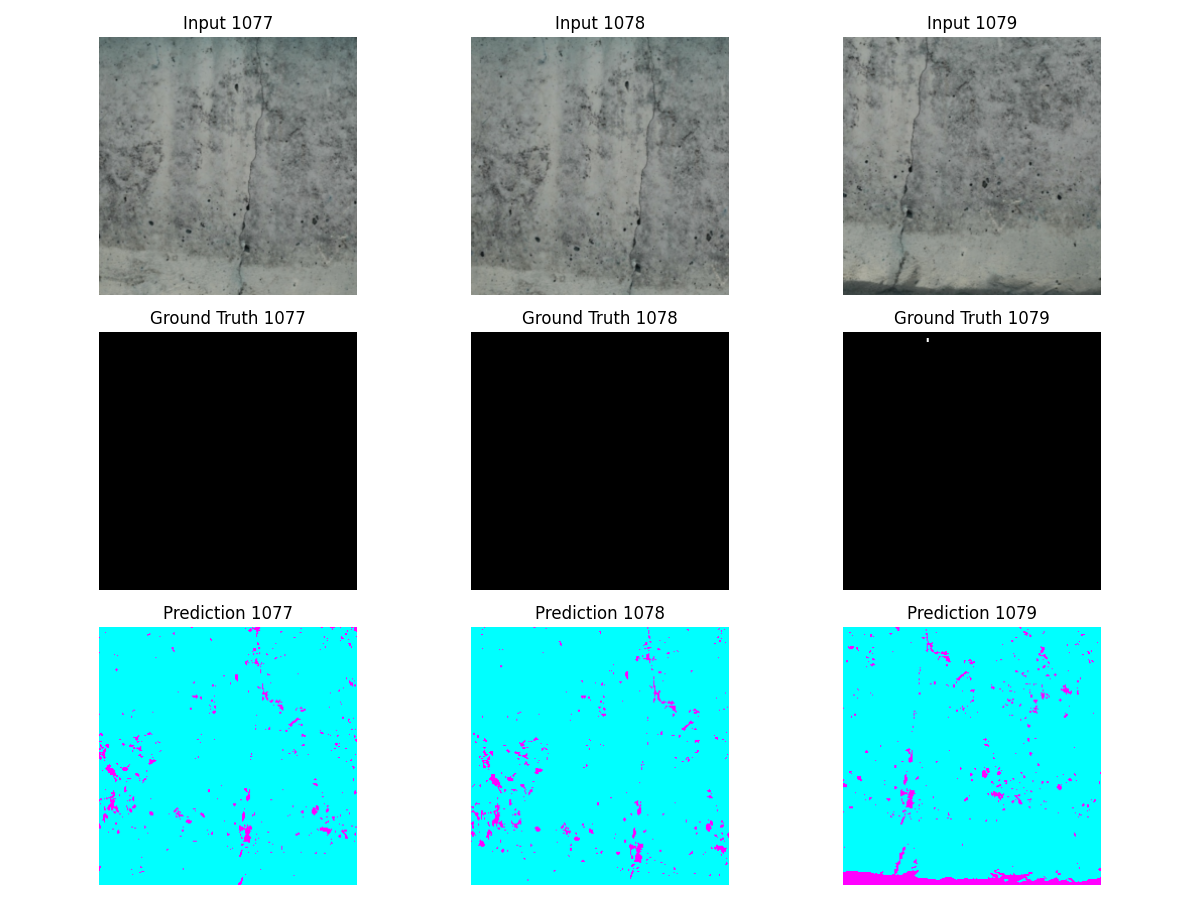 Input 1077
Input 1078
Input 1079
Ground Truth 1077
Ground Truth 1078
Ground Truth 1079
Prediction 1077
Prediction 1078
Prediction 1079